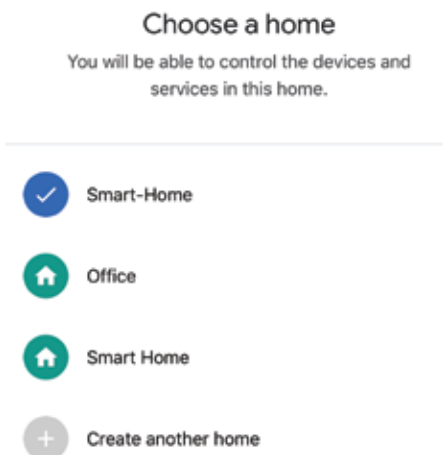 Choose a home
You will be able to control the devices and
services in this home.
Smart-Home
Office
Smart Home
Create another home